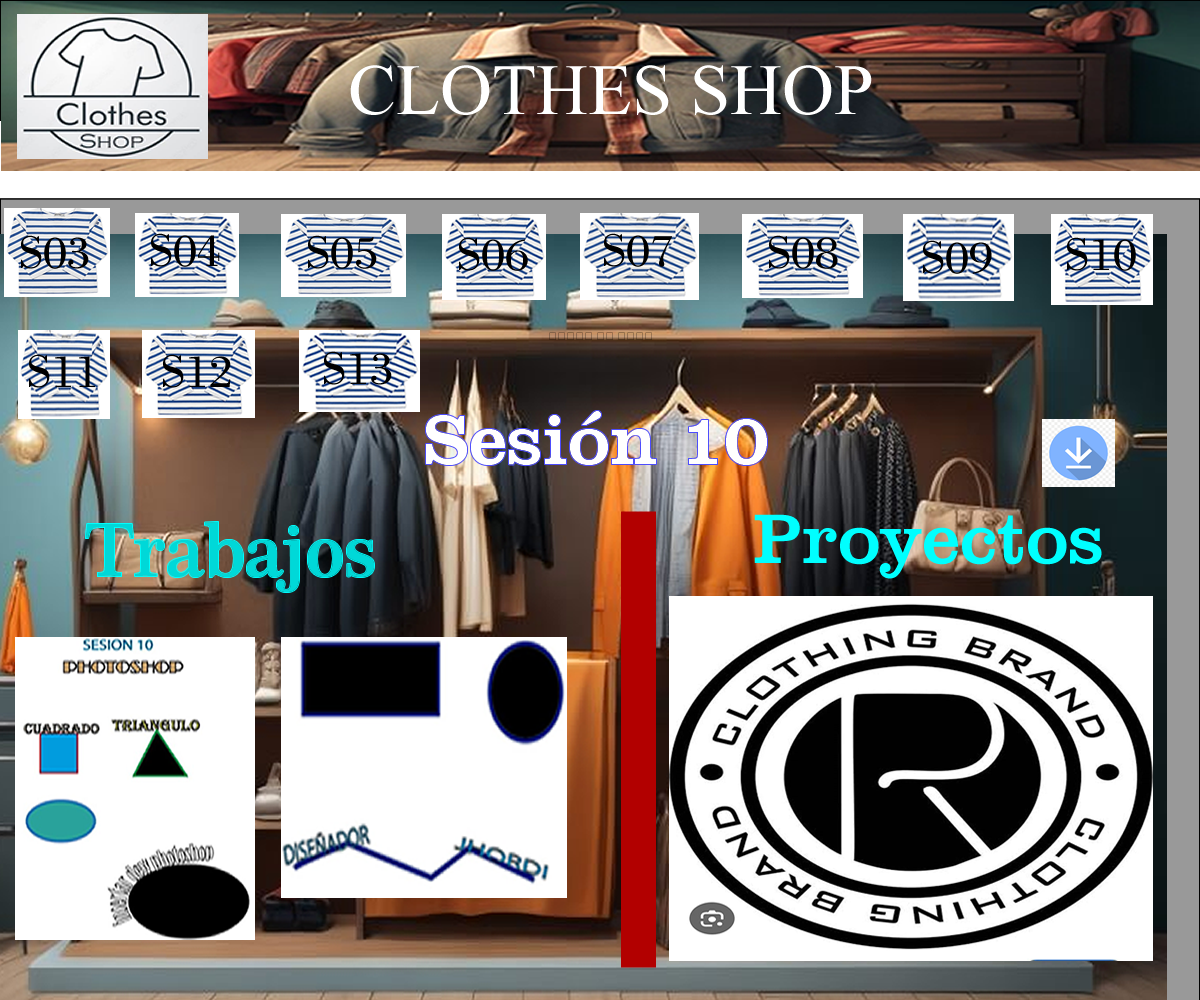 Clothes
SHOP
CLOTHES SHOP
S03 S04 S05 S06 S07 S08 S09 S10
S11 S12 S13
Sesión 10
Trabajos
Proyectos
SESION 10
PHOTOSHOP
CUADRADO TRIANGULO
DISEÑADOR JHORDI
CLOTHING BRAND
CLOTHING BRAND
R